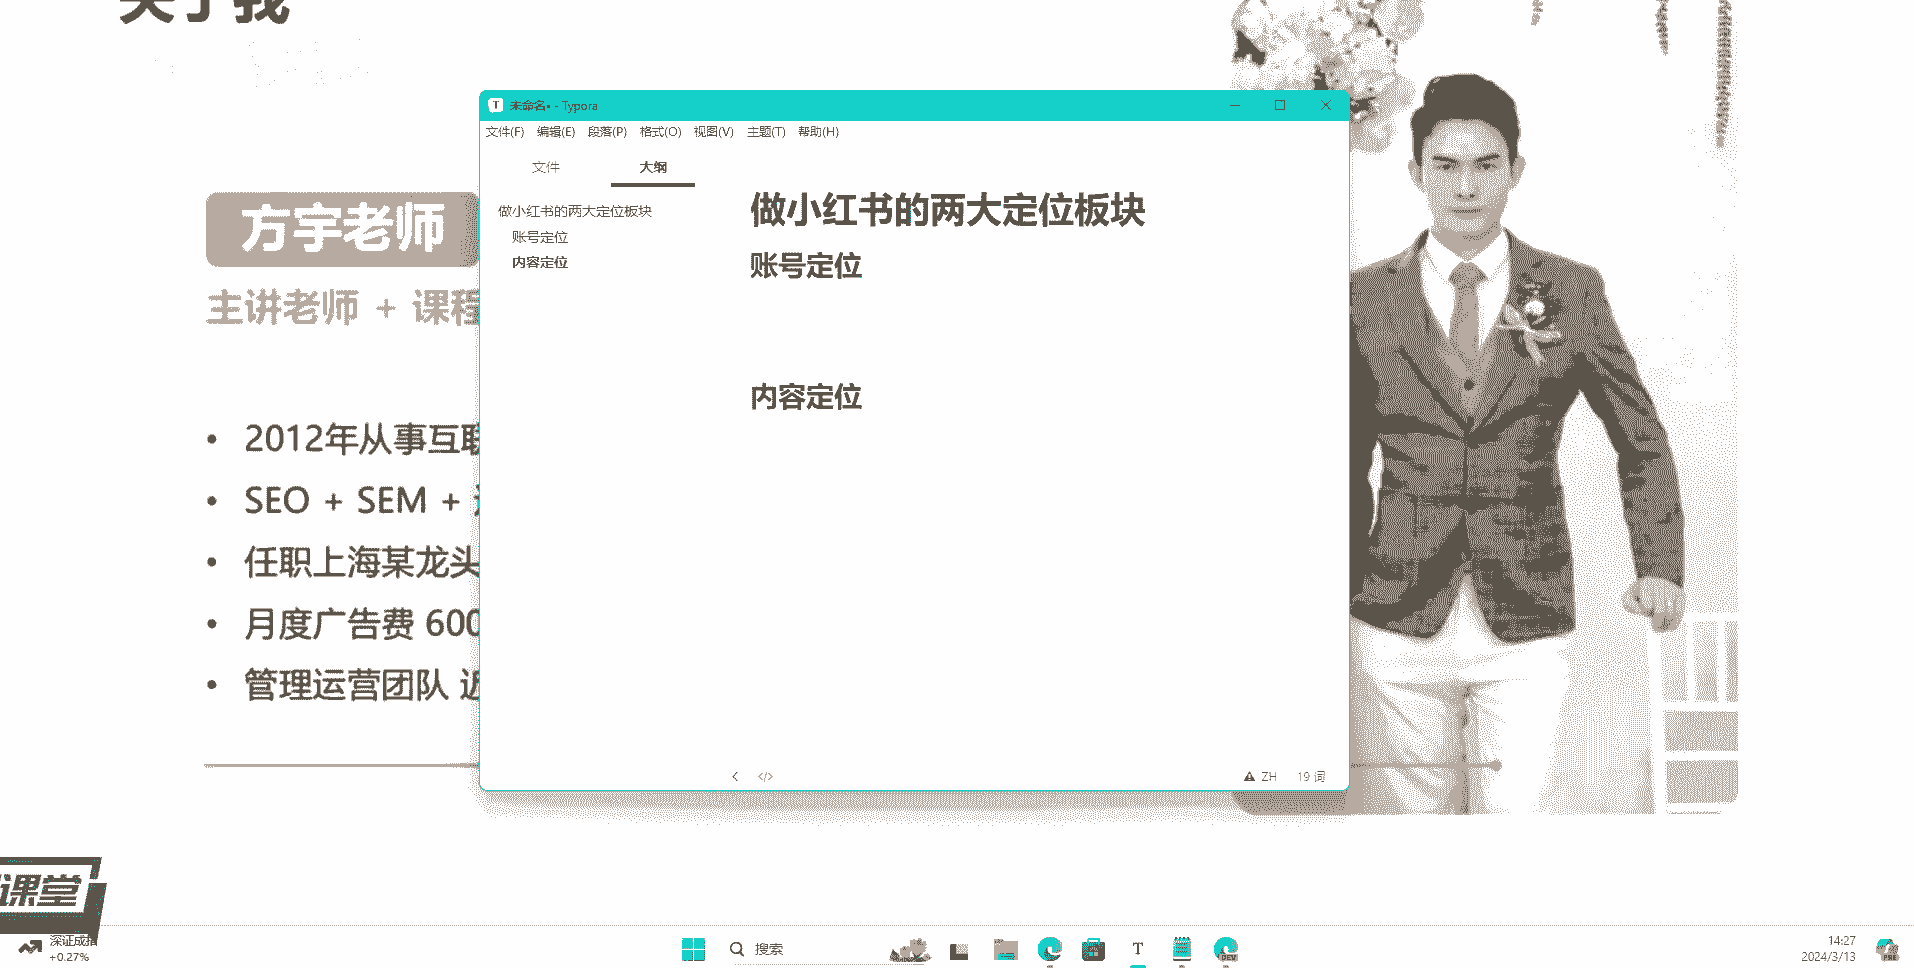 关于我
方宇老师
主讲老师 + 课程
2012年从事互联
SEO + SEM +
任职上海某龙头
月度广告费 600
管理运营团队 近
未命名• - Typora
文件(F) 编辑(E) 段落(P) 格式(O) 视图(V) 主题(T) 帮助(H)
文件 大纲
做小红书的两大定位板块
账号定位
内容定位
做小红书的两大定位板块
账号定位
内容定位
ZH 19 词
课堂
深证成指
+0.27%
搜索
T
DEV
14:27
2024/3/13
PRE